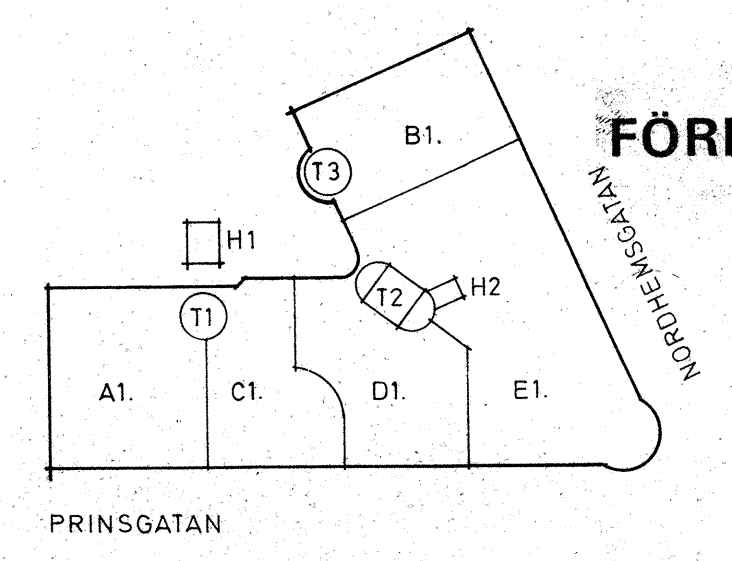 B1.
FÖR
T3
NORDHEMSGATAN
H1
T2
H2
T1
A1.
C1.
D1.
E1.
PRINSGATAN